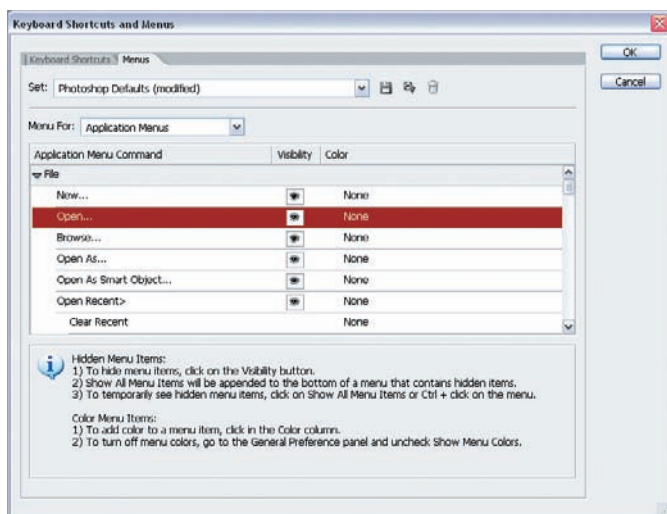 Keyboard Shortcuts and Menus
Keyboard Shortcuts Menus
OK
Set: Photoshop Defaults (modified)
Cancel
Menu For: Application Menus
Application Menu Command Visibility Color
File
New... None
Open... None
Browse... None
Open As... None
Open As Smart Object... None
Open Recent> None
Clear Recent None
Hidden Menu Items:
1) To hide menu items, click on the Visibility button.
2) Show All Menu Items will be appended to the bottom of a menu that contains hidden items.
3) To temporarily see hidden menu items, click on Show All Menu Items or Ctrl + click on the menu.
Color Menu Items:
1) To add color to a menu item, click in the Color column.
2) To turn off menu colors, go to the General Preference panel and uncheck Show Menu Colors.